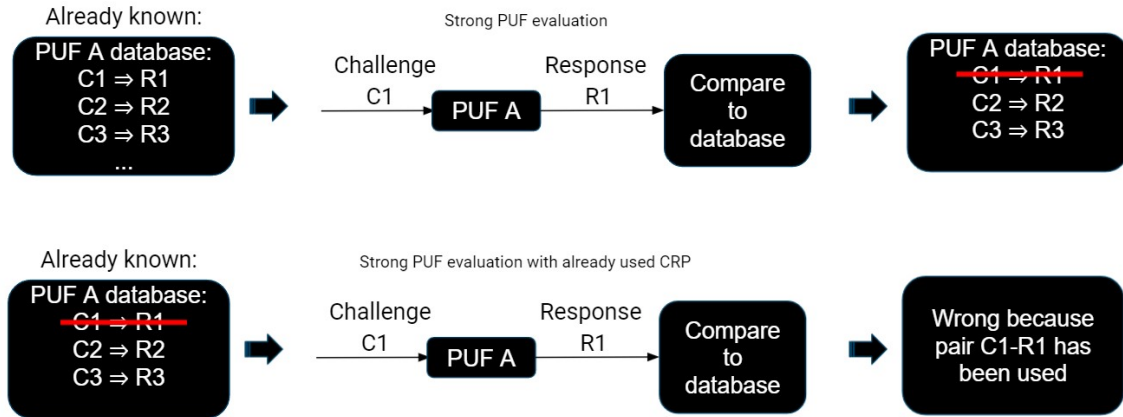 Already known:
PUF A database:
C1 ⇒ R1
C2 ⇒ R2
C3 ⇒ R3
...
Strong PUF evaluation
Challenge
C1
PUF A
Response
R1
Compare
to
database
PUF A database:
C1 ⇒ R1
C2 ⇒ R2
C3 ⇒ R3
Already known:
PUF A database:
C1 ⇒ R1
C2 ⇒ R2
C3 ⇒ R3
Strong PUF evaluation with already used CRP
Challenge
C1
PUF A
Response
R1
Compare
to
database
Wrong because
pair C1-R1 has
been used